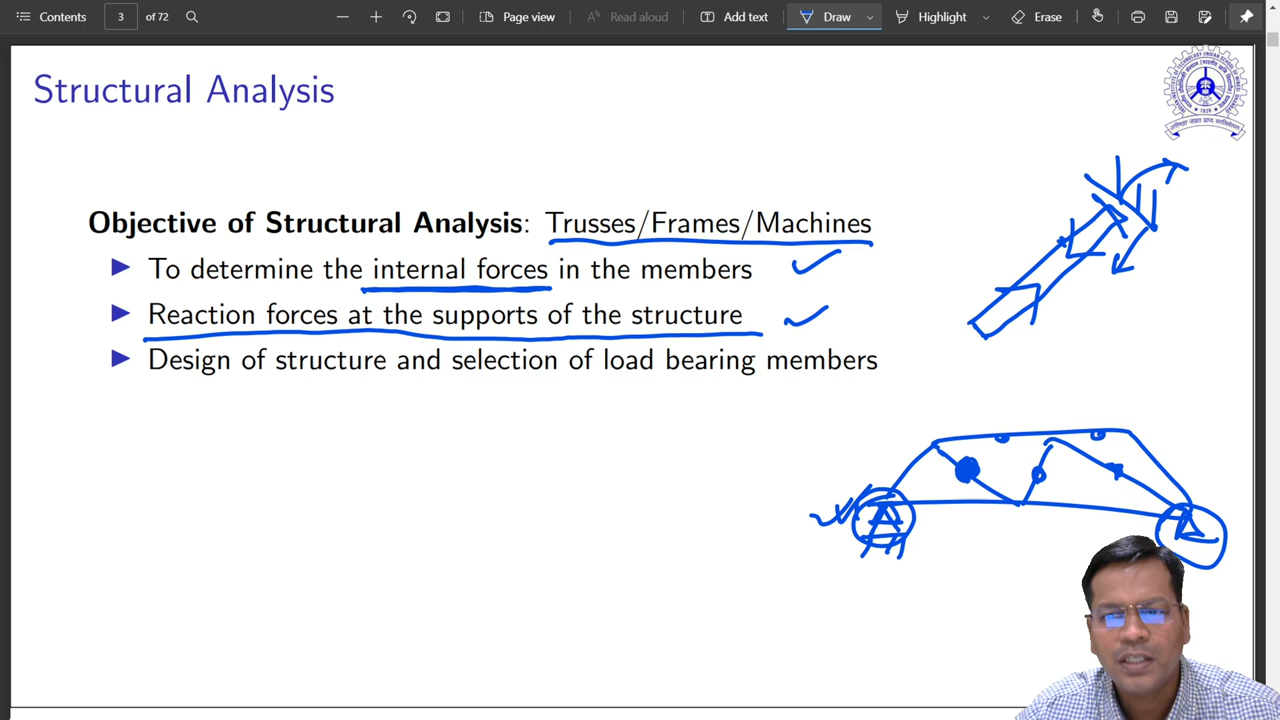 Contents 3 of 72 Page view Read aloud Add text Draw Highlight Erase
Structural Analysis
Objective of Structural Analysis: Trusses/Frames/Machines
To determine the internal forces in the members
Reaction forces at the supports of the structure
Design of structure and selection of load bearing members
1926